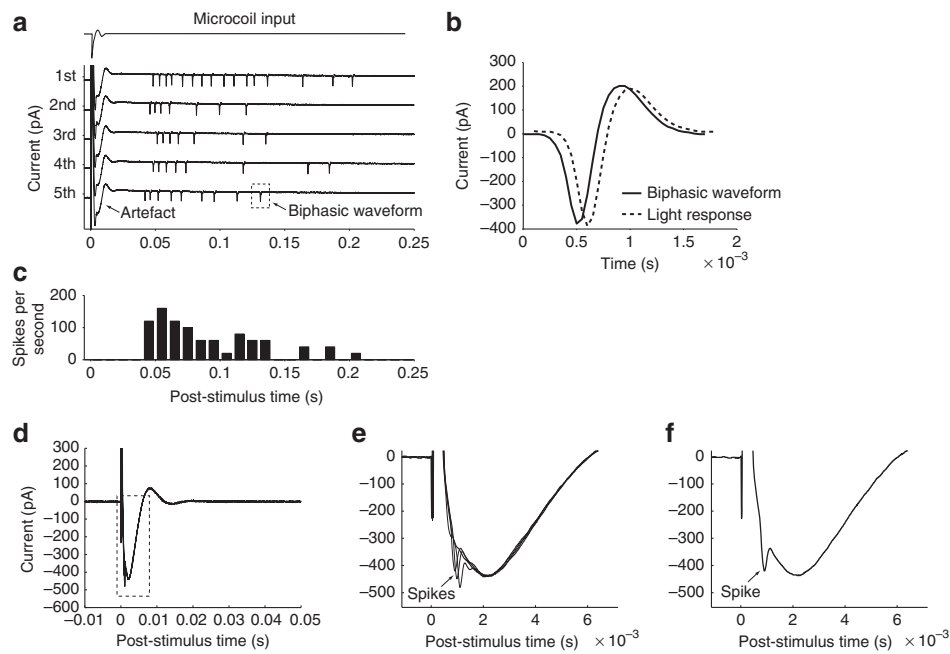 a
Microcoil input
Current (pA)
1st
2nd
3rd
4th
5th
Artefact
Biphasic waveform
0 0.05 0.1 0.15 0.2 0.25
b
Current (pA)
300
200
100
0
−100
−200
−300
−400
Biphasic waveform
Light response
0 0.5 1 1.5 2
Time (s) × 10⁻³
c
Spikes per
second
200
100
0
0 0.05 0.1 0.15 0.2 0.25
Post-stimulus time (s)
d
Current (pA)
300
200
100
0
−100
−200
−300
−400
−500
−600
−0.01 0 0.01 0.02 0.03 0.04 0.05
Post-stimulus time (s)
e
0
−100
−200
−300
−400
−500
Spikes
0 2 4 6
Post-stimulus time (s) × 10⁻³
f
0
−100
−200
−300
−400
−500
Spike
0 2 4 6
Post-stimulus time (s) × 10⁻³